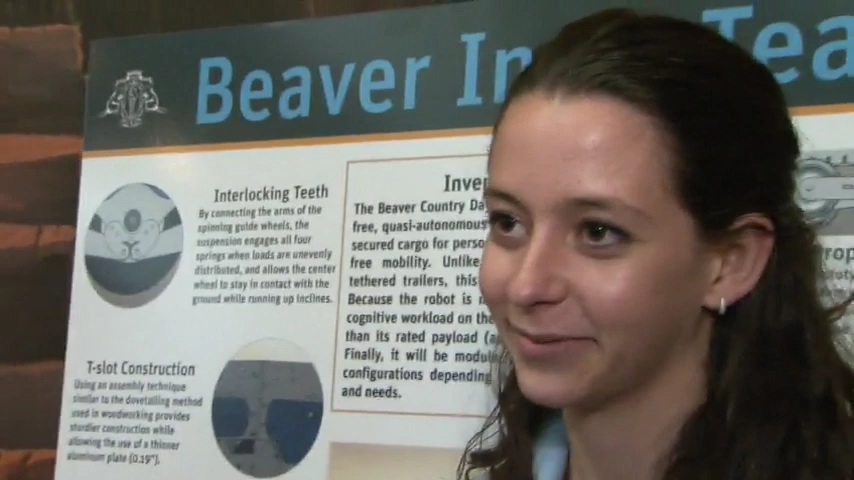 Beaver In Tea
Interlocking Teeth
By connecting the arms of the
spinning guide wheels, the
suspension engages all four
springs when loads are unevenly
distributed, and allows the center
wheel to stay in contact with the
ground while running up inclines.
T-slot Construction
Using an assembly technique
similar to the dovetailing method
used in woodworking provides
sturdier construction while
allowing the use of a thinner
aluminum plate (0.19").
Inve
The Beaver Country Da
free, quasi-autonomous
secured cargo for perso
free mobility. Unlike
tethered trailers, this
Because the robot is
cognitive workload on the
than its rated payload
Finally, it will be modu
configurations depending
and needs.
rop